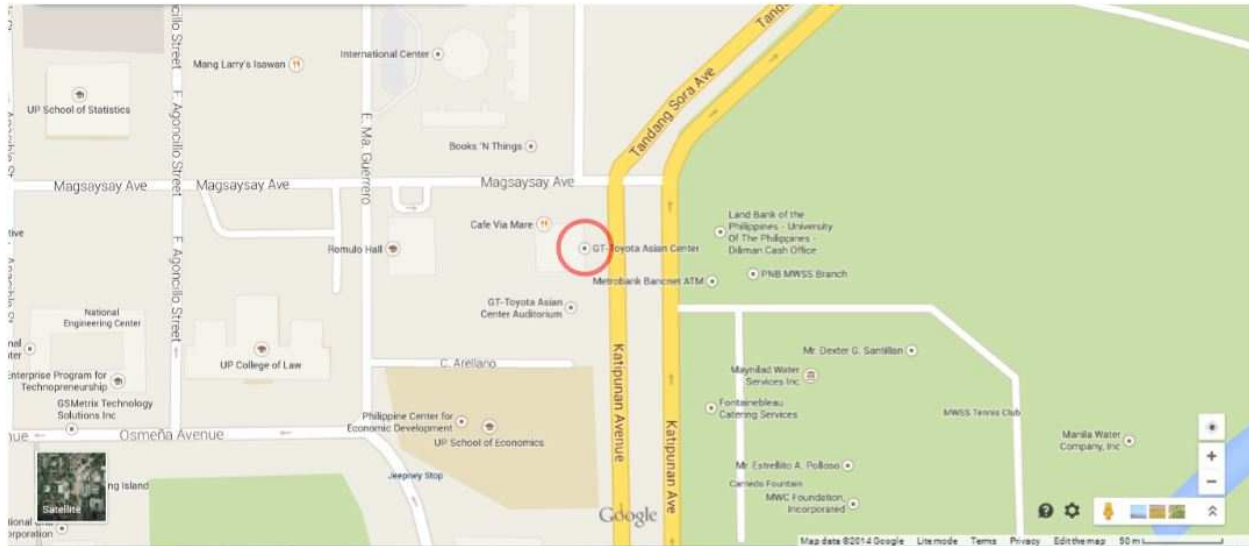 Agoncillo Street
F. Agoncillo Street
International Center
Mang Larry's Isawan
Tandang Sora Ave
UP School of Statistics
E. Ma. Guerrero
Books 'N Things
Magsaysay Ave
Magsaysay Ave
Magsaysay Ave
Cafe Via Mare
Land Bank of the
Philippines - University
Of The Philippines -
Diliman Cash Office
Romulo Hall
GT-Toyota Asian Center
F. Agoncillo Street
PNB MWSS Branch
Metrobank Bancnet ATM
GT-Toyota Asian
Center Auditorium
National
Engineering Center
Katipunan Avenue
Katipunan Ave
Mr. Dexter G. Santillan
UP College of Law
C. Arellano
Maynilad Water
Services Inc
Enterprise Program for
Technopreneurship
GSMetrix Technology
Solutions Inc
Fontainebleau
Catering Services
MWSS Tennis Club
Philippine Center for
Economic Development
UP School of Economics
Osmeña Avenue
Manila Water
Company, Inc
Mr. Estrellito A. Polloso
Jeepney Stop
ng Island
Carriedo Fountain
MWC Foundation,
Incorporated
Satellite
Google
Map data ©2014 Google Lite mode Terms Privacy Edit the map 50 m